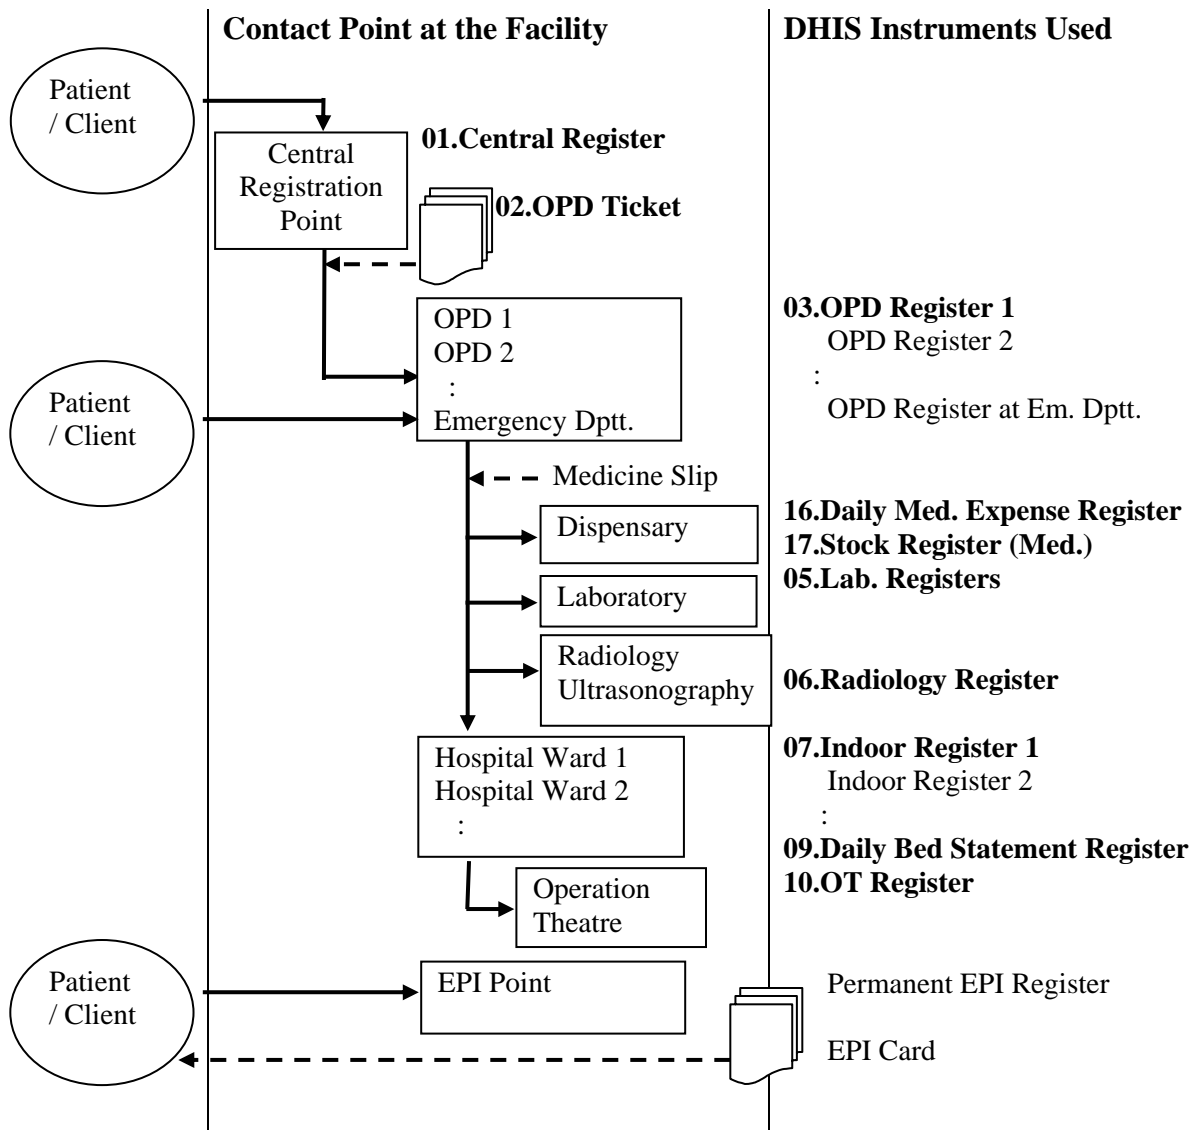 Contact Point at the Facility
DHIS Instruments Used
Patient
/ Client
Central
Registration
Point
01.Central Register
02.OPD Ticket
OPD 1
OPD 2
:
Emergency Dptt.
03.OPD Register 1
OPD Register 2
:
OPD Register at Em. Dptt.
Patient
/ Client
Medicine Slip
Dispensary
16.Daily Med. Expense Register
17.Stock Register (Med.)
Laboratory
05.Lab. Registers
Radiology
Ultrasonography
06.Radiology Register
Hospital Ward 1
Hospital Ward 2
:
07.Indoor Register 1
Indoor Register 2
:
09.Daily Bed Statement Register
10.OT Register
Operation
Theatre
Patient
/ Client
EPI Point
Permanent EPI Register
EPI Card